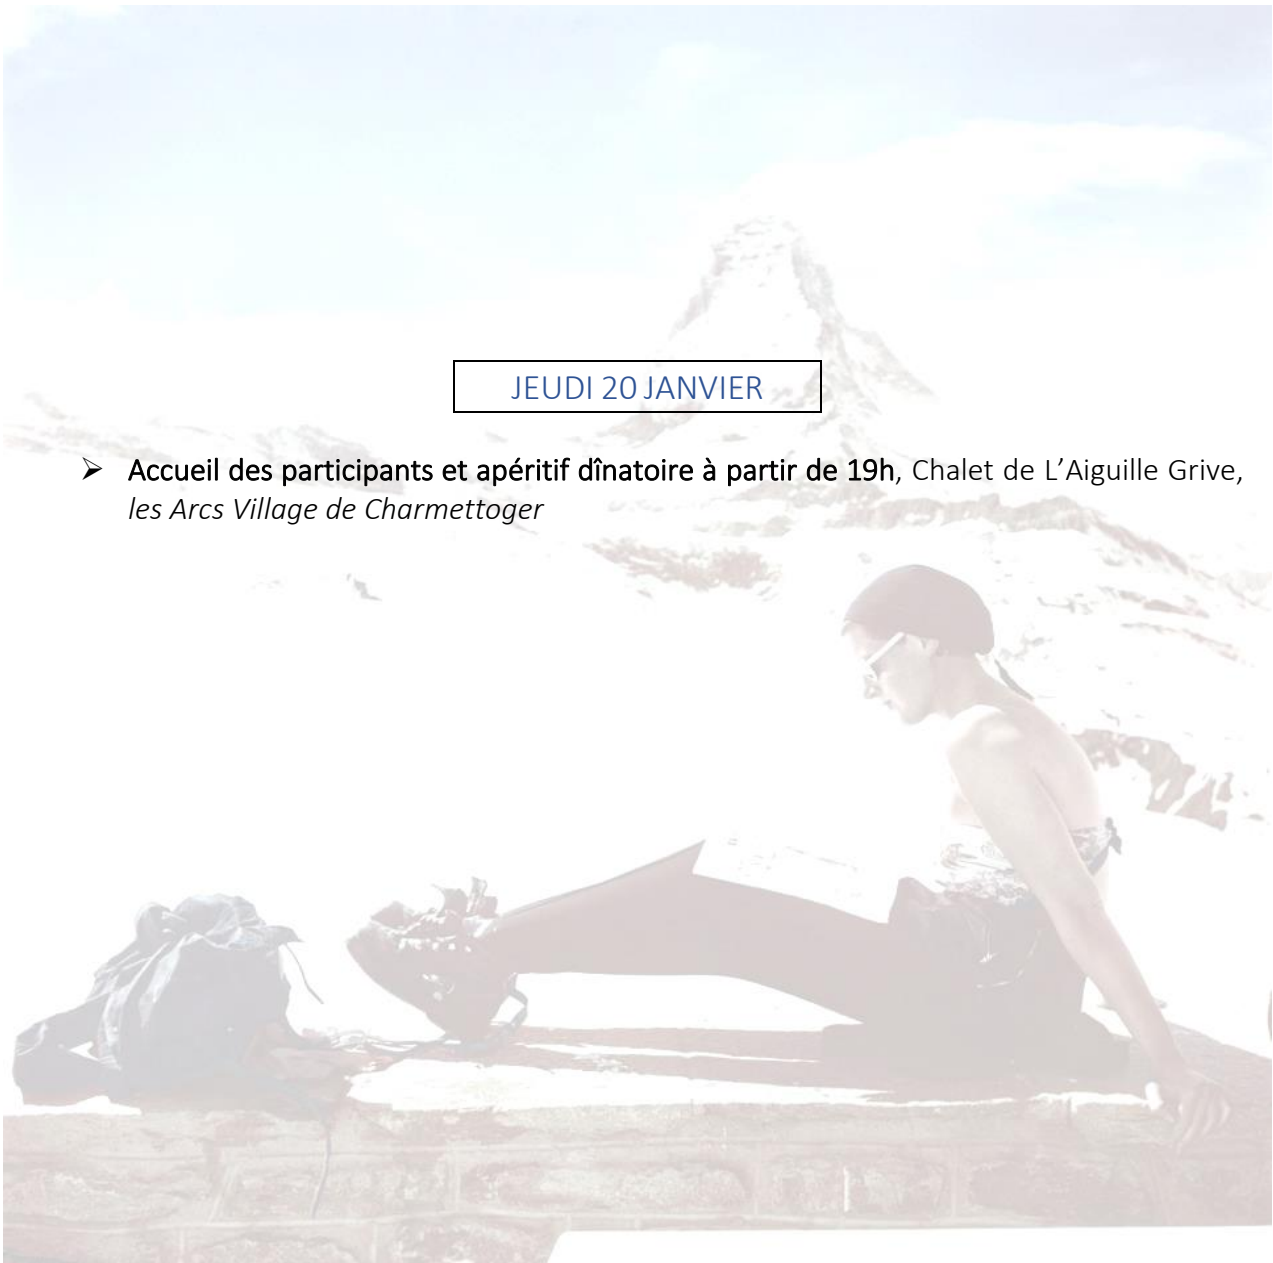 JEUDI 20 JANVIER
➢ Accueil des participants et apéritif dînatoire à partir de 19h, Chalet de L’Aiguille Grive,
les Arcs Village de Charmettoger